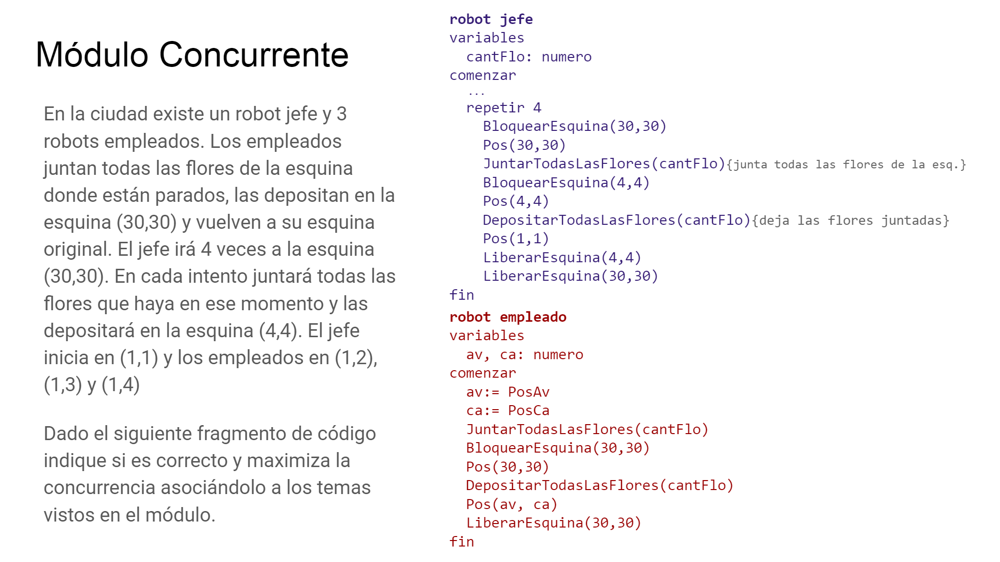 Módulo Concurrente
En la ciudad existe un robot jefe y 3
robots empleados. Los empleados
juntan todas las flores de la esquina
donde están parados, las depositan en la
esquina (30,30) y vuelven a su esquina
original. El jefe irá 4 veces a la esquina
(30,30). En cada intento juntará todas las
flores que haya en ese momento y las
depositará en la esquina (4,4). El jefe
inicia en (1,1) y los empleados en (1,2),
(1,3) y (1,4)
Dado el siguiente fragmento de código
indique si es correcto y maximiza la
concurrencia asociándolo a los temas
vistos en el módulo.
robot jefe
variables
cantFlo: numero
comenzar
...
repetir 4
BloquearEsquina(30,30)
Pos(30,30)
JuntarTodasLasFlores(cantFlo){junta todas las flores de la esq.}
BloquearEsquina(4,4)
Pos(4,4)
DepositarTodasLasFlores(cantFlo){deja las flores juntadas}
Pos(1,1)
LiberarEsquina(4,4)
LiberarEsquina(30,30)
fin
robot empleado
variables
av, ca: numero
comenzar
av:= PosAv
ca:= PosCa
JuntarTodasLasFlores(cantFlo)
BloquearEsquina(30,30)
Pos(30,30)
DepositarTodasLasFlores(cantFlo)
Pos(av, ca)
LiberarEsquina(30,30)
fin